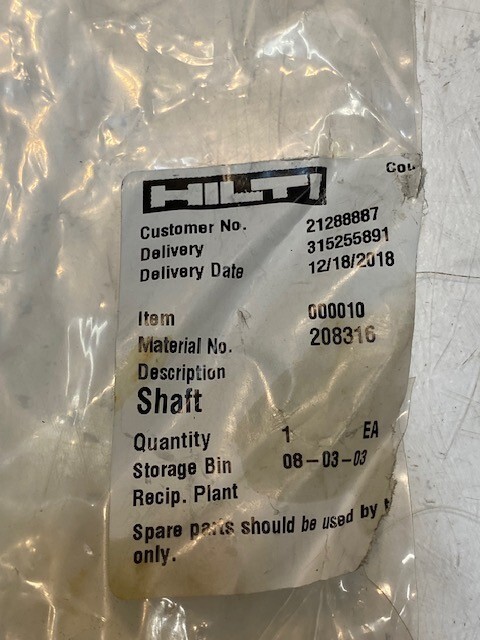 HILTI
Cou
Customer No. 21288887
Delivery 315255891
Delivery Date 12/18/2018
Item 000010
Material No. 208316
Description
Shaft
Quantity 1 EA
Storage Bin 08-03-03
Recip. Plant
Spare parts should be used by
only.